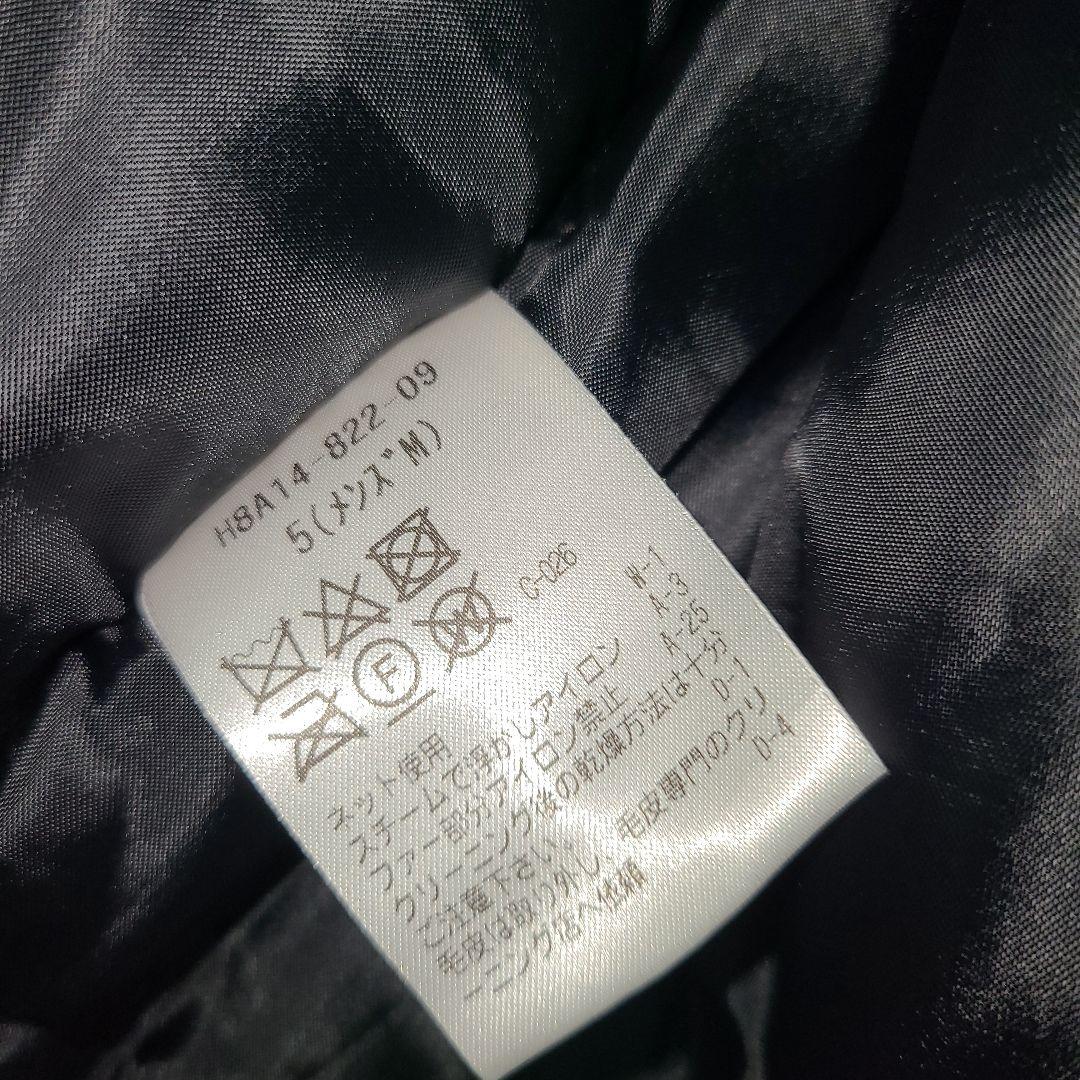 H8A14-822-09
5(メンズM)
F
W
C-026
ネット使用 W-1
スチームで浮かしアイロン A-3
ファー部分アイロン禁止 A-25
クリーニング後の乾燥方法は十分
ご注意下さい。 D-1
毛皮は取り外し、毛皮専門のクリ
ーニング店へ依頼 D-4